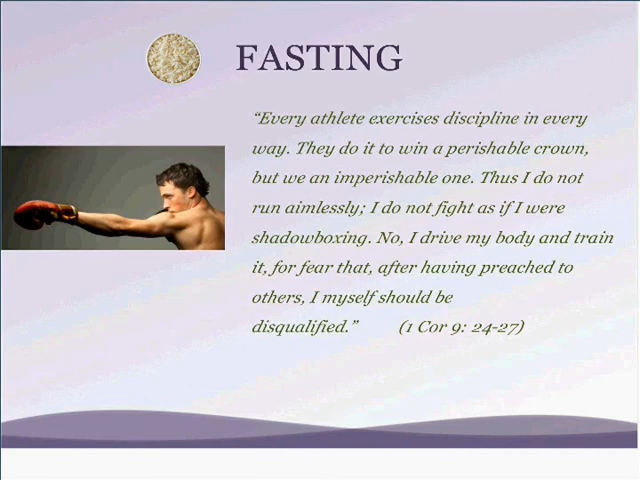 FASTING
“Every athlete exercises discipline in every
way. They do it to win a perishable crown,
but we an imperishable one. Thus I do not
run aimlessly; I do not fight as if I were
shadowboxing. No, I drive my body and train
it, for fear that, after having preached to
others, I myself should be
disqualified.” (1 Cor 9: 24-27)